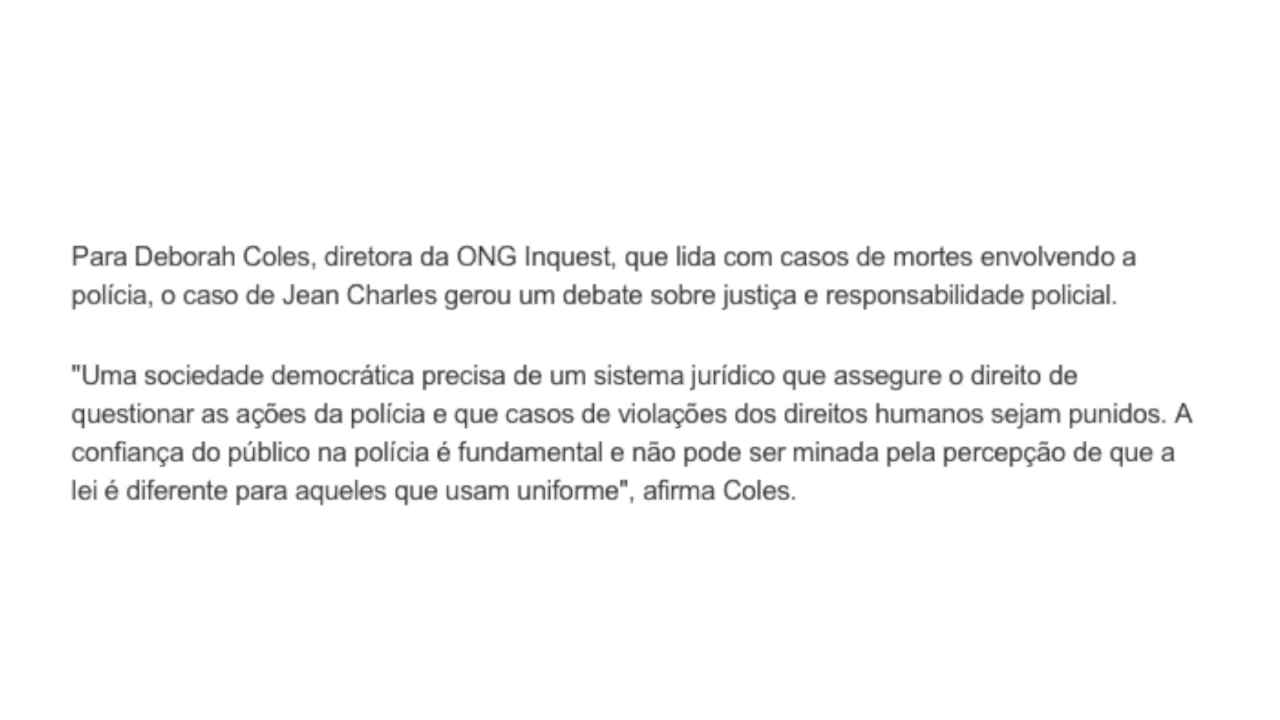 Para Deborah Coles, diretora da ONG Inquest, que lida com casos de mortes envolvendo a
polícia, o caso de Jean Charles gerou um debate sobre justiça e responsabilidade policial.
"Uma sociedade democrática precisa de um sistema jurídico que assegure o direito de
questionar as ações da polícia e que casos de violações dos direitos humanos sejam punidos. A
confiança do público na polícia é fundamental e não pode ser minada pela percepção de que a
lei é diferente para aqueles que usam uniforme", afirma Coles.